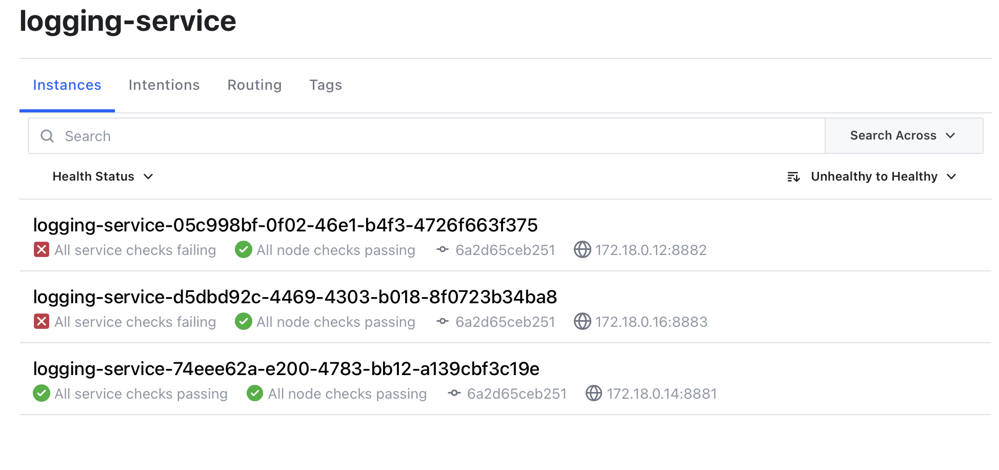 logging-service
Instances Intentions Routing Tags
Search Search Across
Health Status Unhealthy to Healthy
logging-service-05c998bf-0f02-46e1-b4f3-4726f663f375
All service checks failing All node checks passing 6a2d65ceb251 172.18.0.12:8882
logging-service-d5dbd92c-4469-4303-b018-8f0723b34ba8
All service checks failing All node checks passing 6a2d65ceb251 172.18.0.16:8883
logging-service-74eee62a-e200-4783-bb12-a139cbf3c19e
All service checks passing All node checks passing 6a2d65ceb251 172.18.0.14:8881